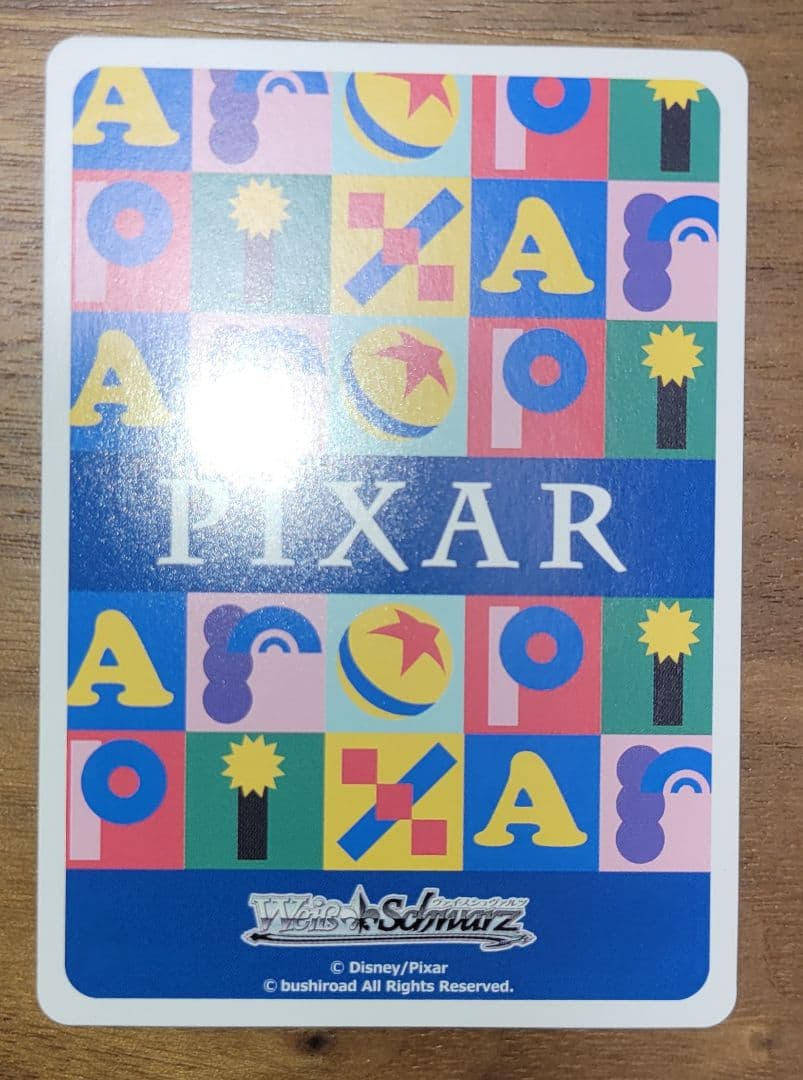 A r P i
P i X A r
A P i
PIXAR
A r P i
P i X A r
ヴァイスシュヴァルツ
Weiß Schwarz
© Disney/Pixar
© bushiroad All Rights Reserved.